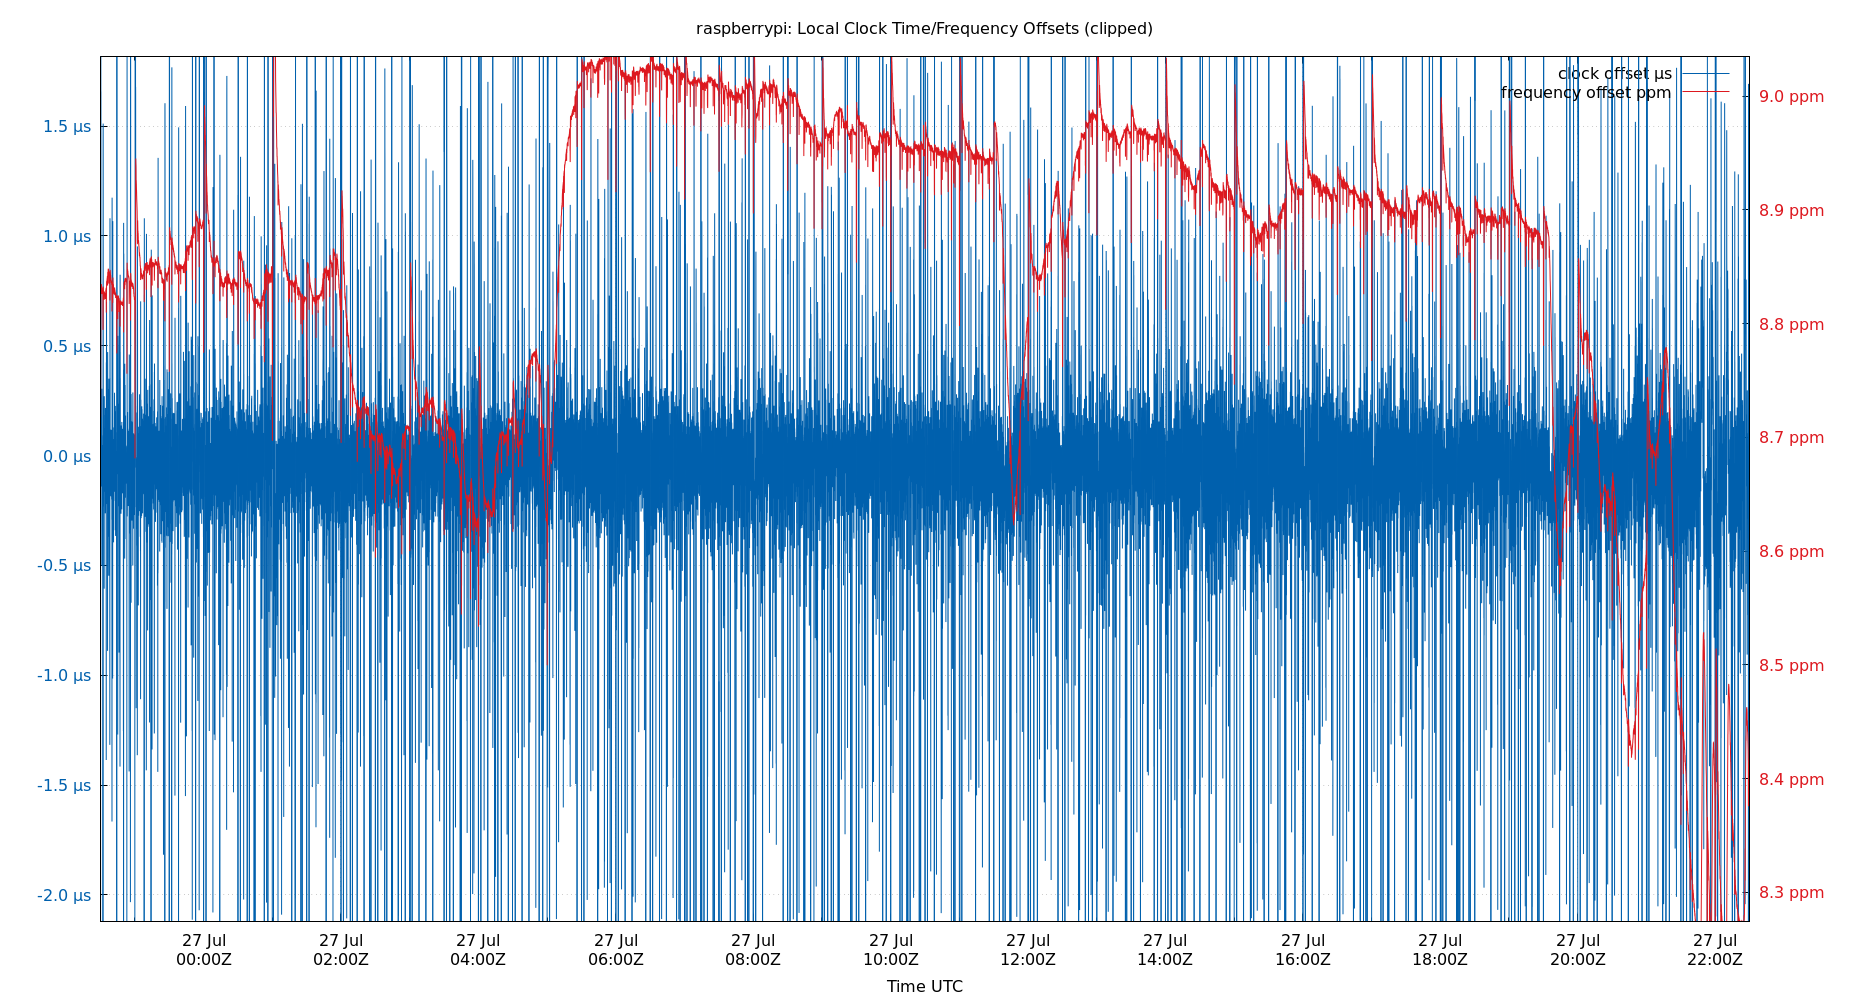 raspberrypi: Local Clock Time/Frequency Offsets (clipped)
clock offset µs
frequency offset ppm
1.5 µs
1.0 µs
0.5 µs
0.0 µs
-0.5 µs
-1.0 µs
-1.5 µs
-2.0 µs
9.0 ppm
8.9 ppm
8.8 ppm
8.7 ppm
8.6 ppm
8.5 ppm
8.4 ppm
8.3 ppm
27 Jul 27 Jul 27 Jul 27 Jul 27 Jul 27 Jul 27 Jul 27 Jul 27 Jul 27 Jul 27 Jul 27 Jul
00:00Z 02:00Z 04:00Z 06:00Z 08:00Z 10:00Z 12:00Z 14:00Z 16:00Z 18:00Z 20:00Z 22:00Z
Time UTC